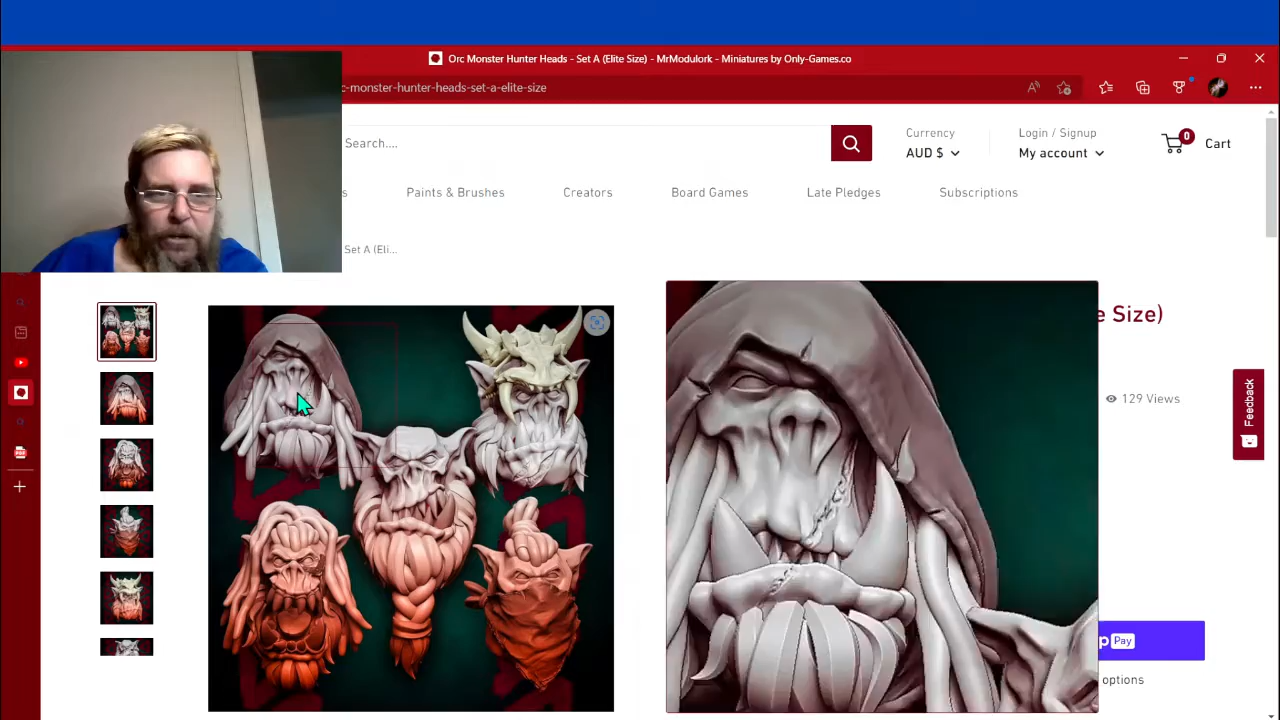 Orc Monster Hunter Heads - Set A (Elite Size) - MrModulork - Miniatures by Only-Games.co
c-monster-hunter-heads-set-a-elite-size
Search....
Currency
AUD $
Login / Signup
My account
0
Cart
s
Paints & Brushes
Creators
Board Games
Late Pledges
Subscriptions
Set A (Eli...
e Size)
129 Views
Feedback
Pay
options